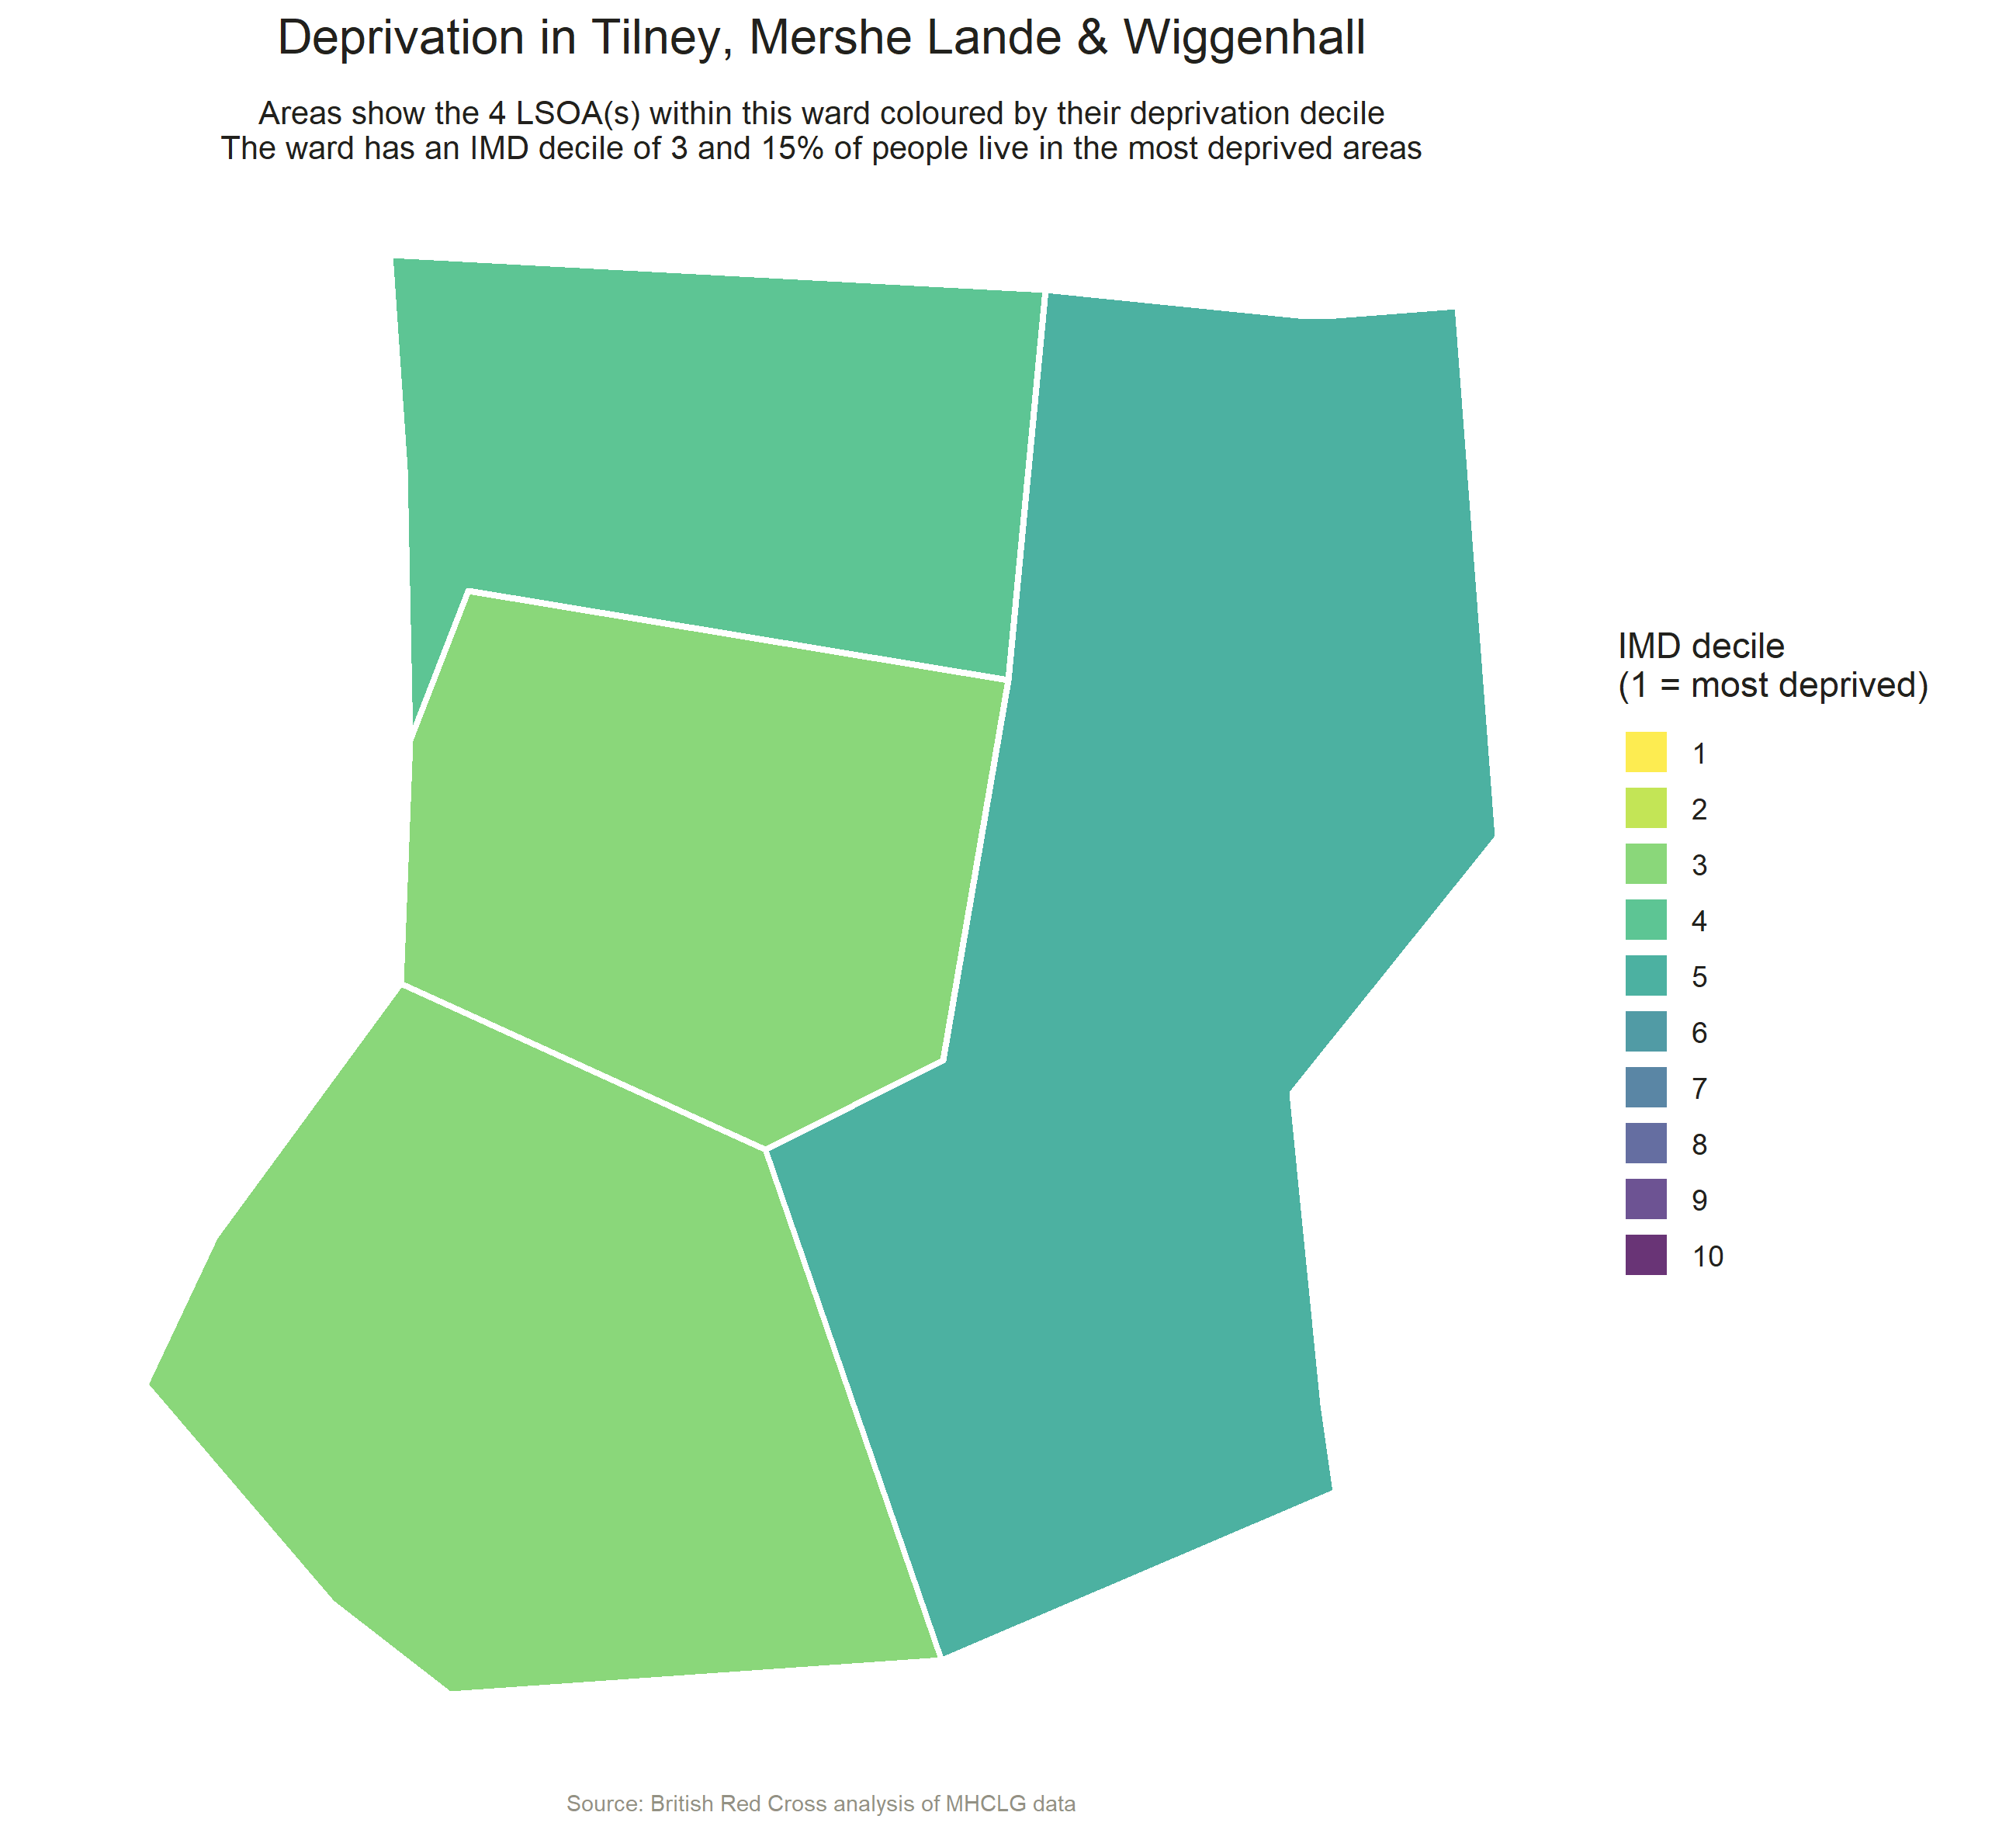 Deprivation in Tilney, Mershe Lande & Wiggenhall
Areas show the 4 LSOA(s) within this ward coloured by their deprivation decile
The ward has an IMD decile of 3 and 15% of people live in the most deprived areas
IMD decile
(1 = most deprived)
1
2
3
4
5
6
7
8
9
10
Source: British Red Cross analysis of MHCLG data